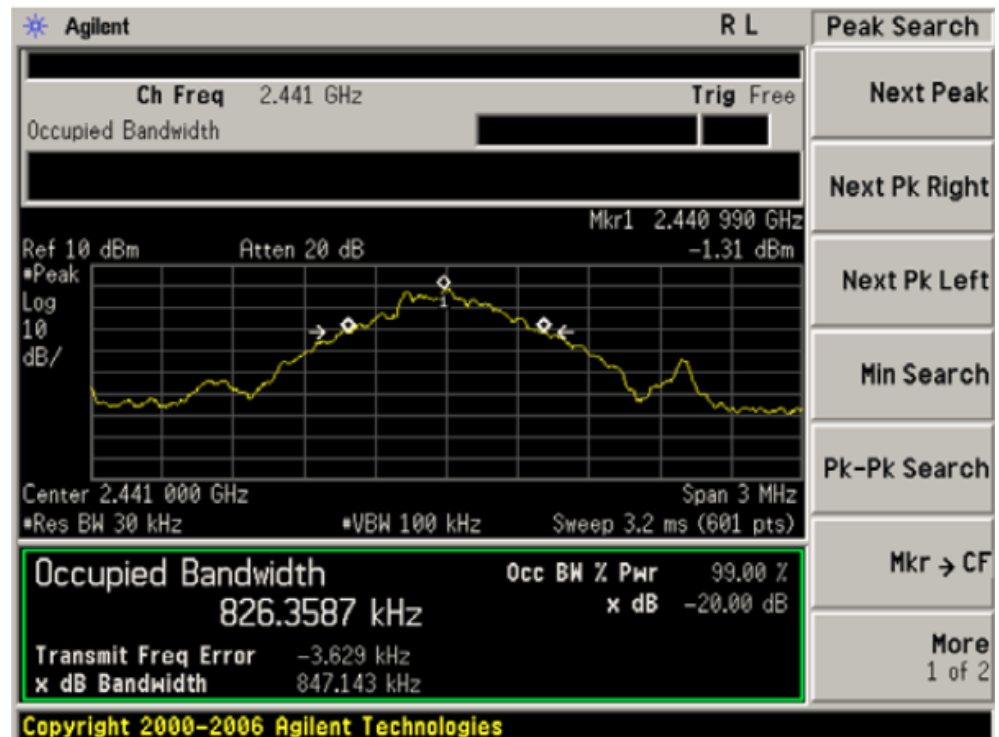 Agilent R L Peak Search
Ch Freq 2.441 GHz Trig Free
Occupied Bandwidth
Next Peak
Next Pk Right
Next Pk Left
Min Search
Pk-Pk Search
Mkr → CF
More
1 of 2
Mkr1 2.440 990 GHz
Ref 10 dBm Atten 20 dB -1.31 dBm
*Peak
Log
10
dB/
1
Center 2.441 000 GHz Span 3 MHz
*Res BW 30 kHz *VBW 100 kHz Sweep 3.2 ms (601 pts)
Occupied Bandwidth Occ BW % Pwr 99.00 %
826.3587 kHz x dB -20.00 dB
Transmit Freq Error -3.629 kHz
x dB Bandwidth 847.143 kHz
Copyright 2000-2006 Agilent Technologies